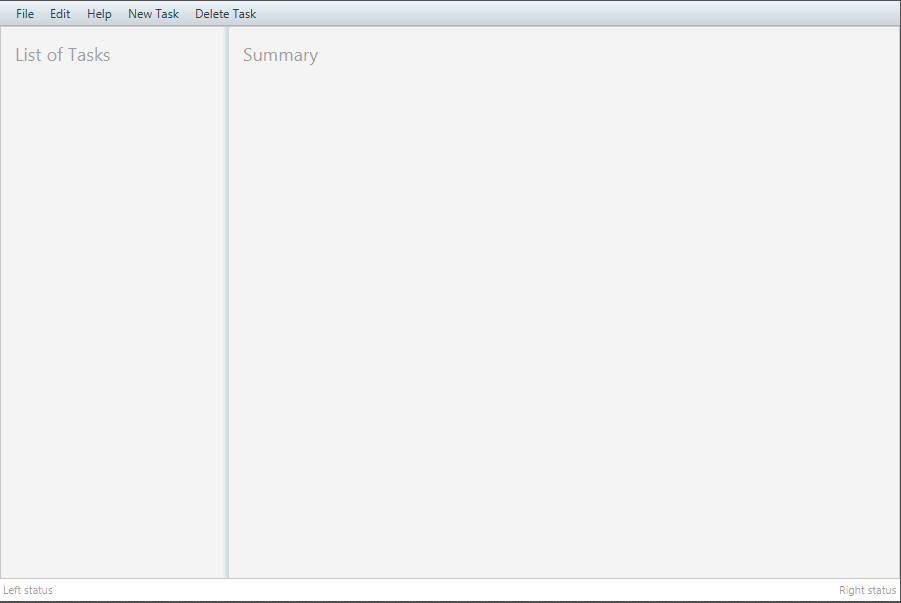 File Edit Help New Task Delete Task
List of Tasks
Summary
Left status
Right status